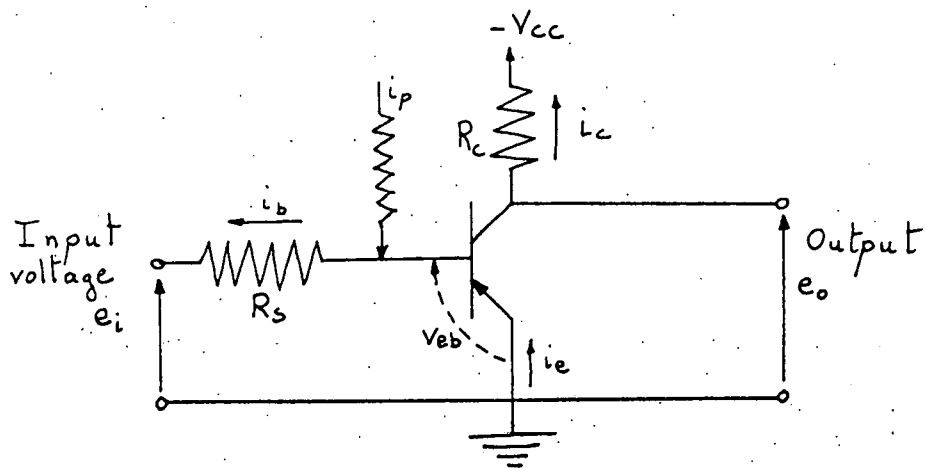 -Vcc
ip
Rc
ic
ib
Input
voltage
ei
Rs
veb
ie
Output
eo